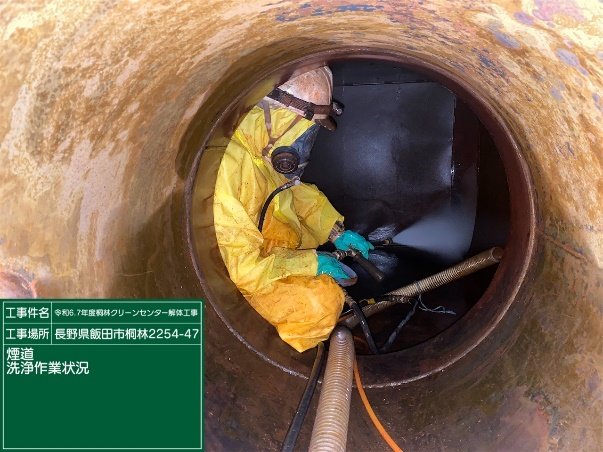 工事件名 令和6.7年度桐林クリーンセンター解体工事
工事場所 長野県飯田市桐林2254-47
煙道
洗浄作業状況